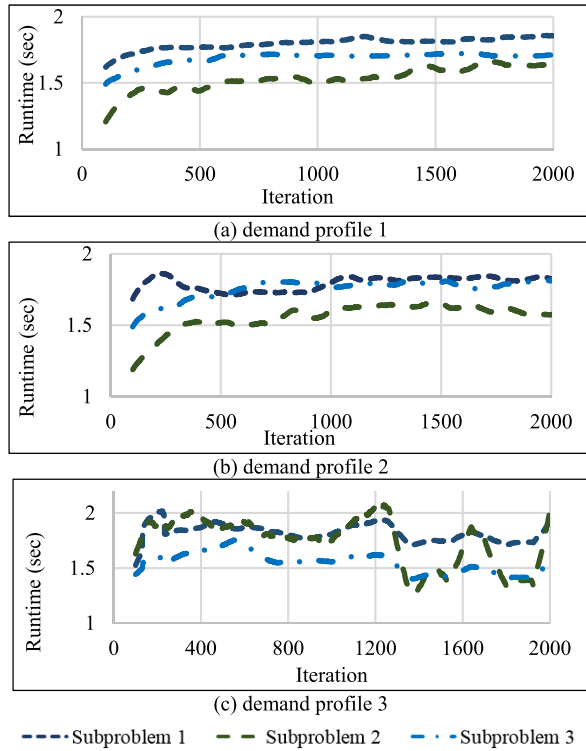 2
Runtime (sec)
1.5
1
0 500 1000 1500 2000
Iteration
(a) demand profile 1
2
Runtime (sec)
1.5
1
0 500 1000 1500 2000
Iteration
(b) demand profile 2
2
Runtime (sec)
1.5
1
0 400 800 1200 1600 2000
Iteration
(c) demand profile 3
Subproblem 1 Subproblem 2 Subproblem 3